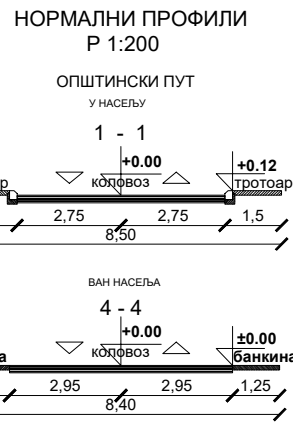 НОРМАЛНИ ПРОФИЛИ
Р 1:200
ОПШТИНСКИ ПУТ
У НАСЕЉУ
1 - 1
+0.00
+0.12
р коловоз тротоар
2,75 2,75 1,5
8,50
ВАН НАСЕЉА
4 - 4
+0.00
±0.00
а коловоз банкина
2,95 2,95 1,25
8,40